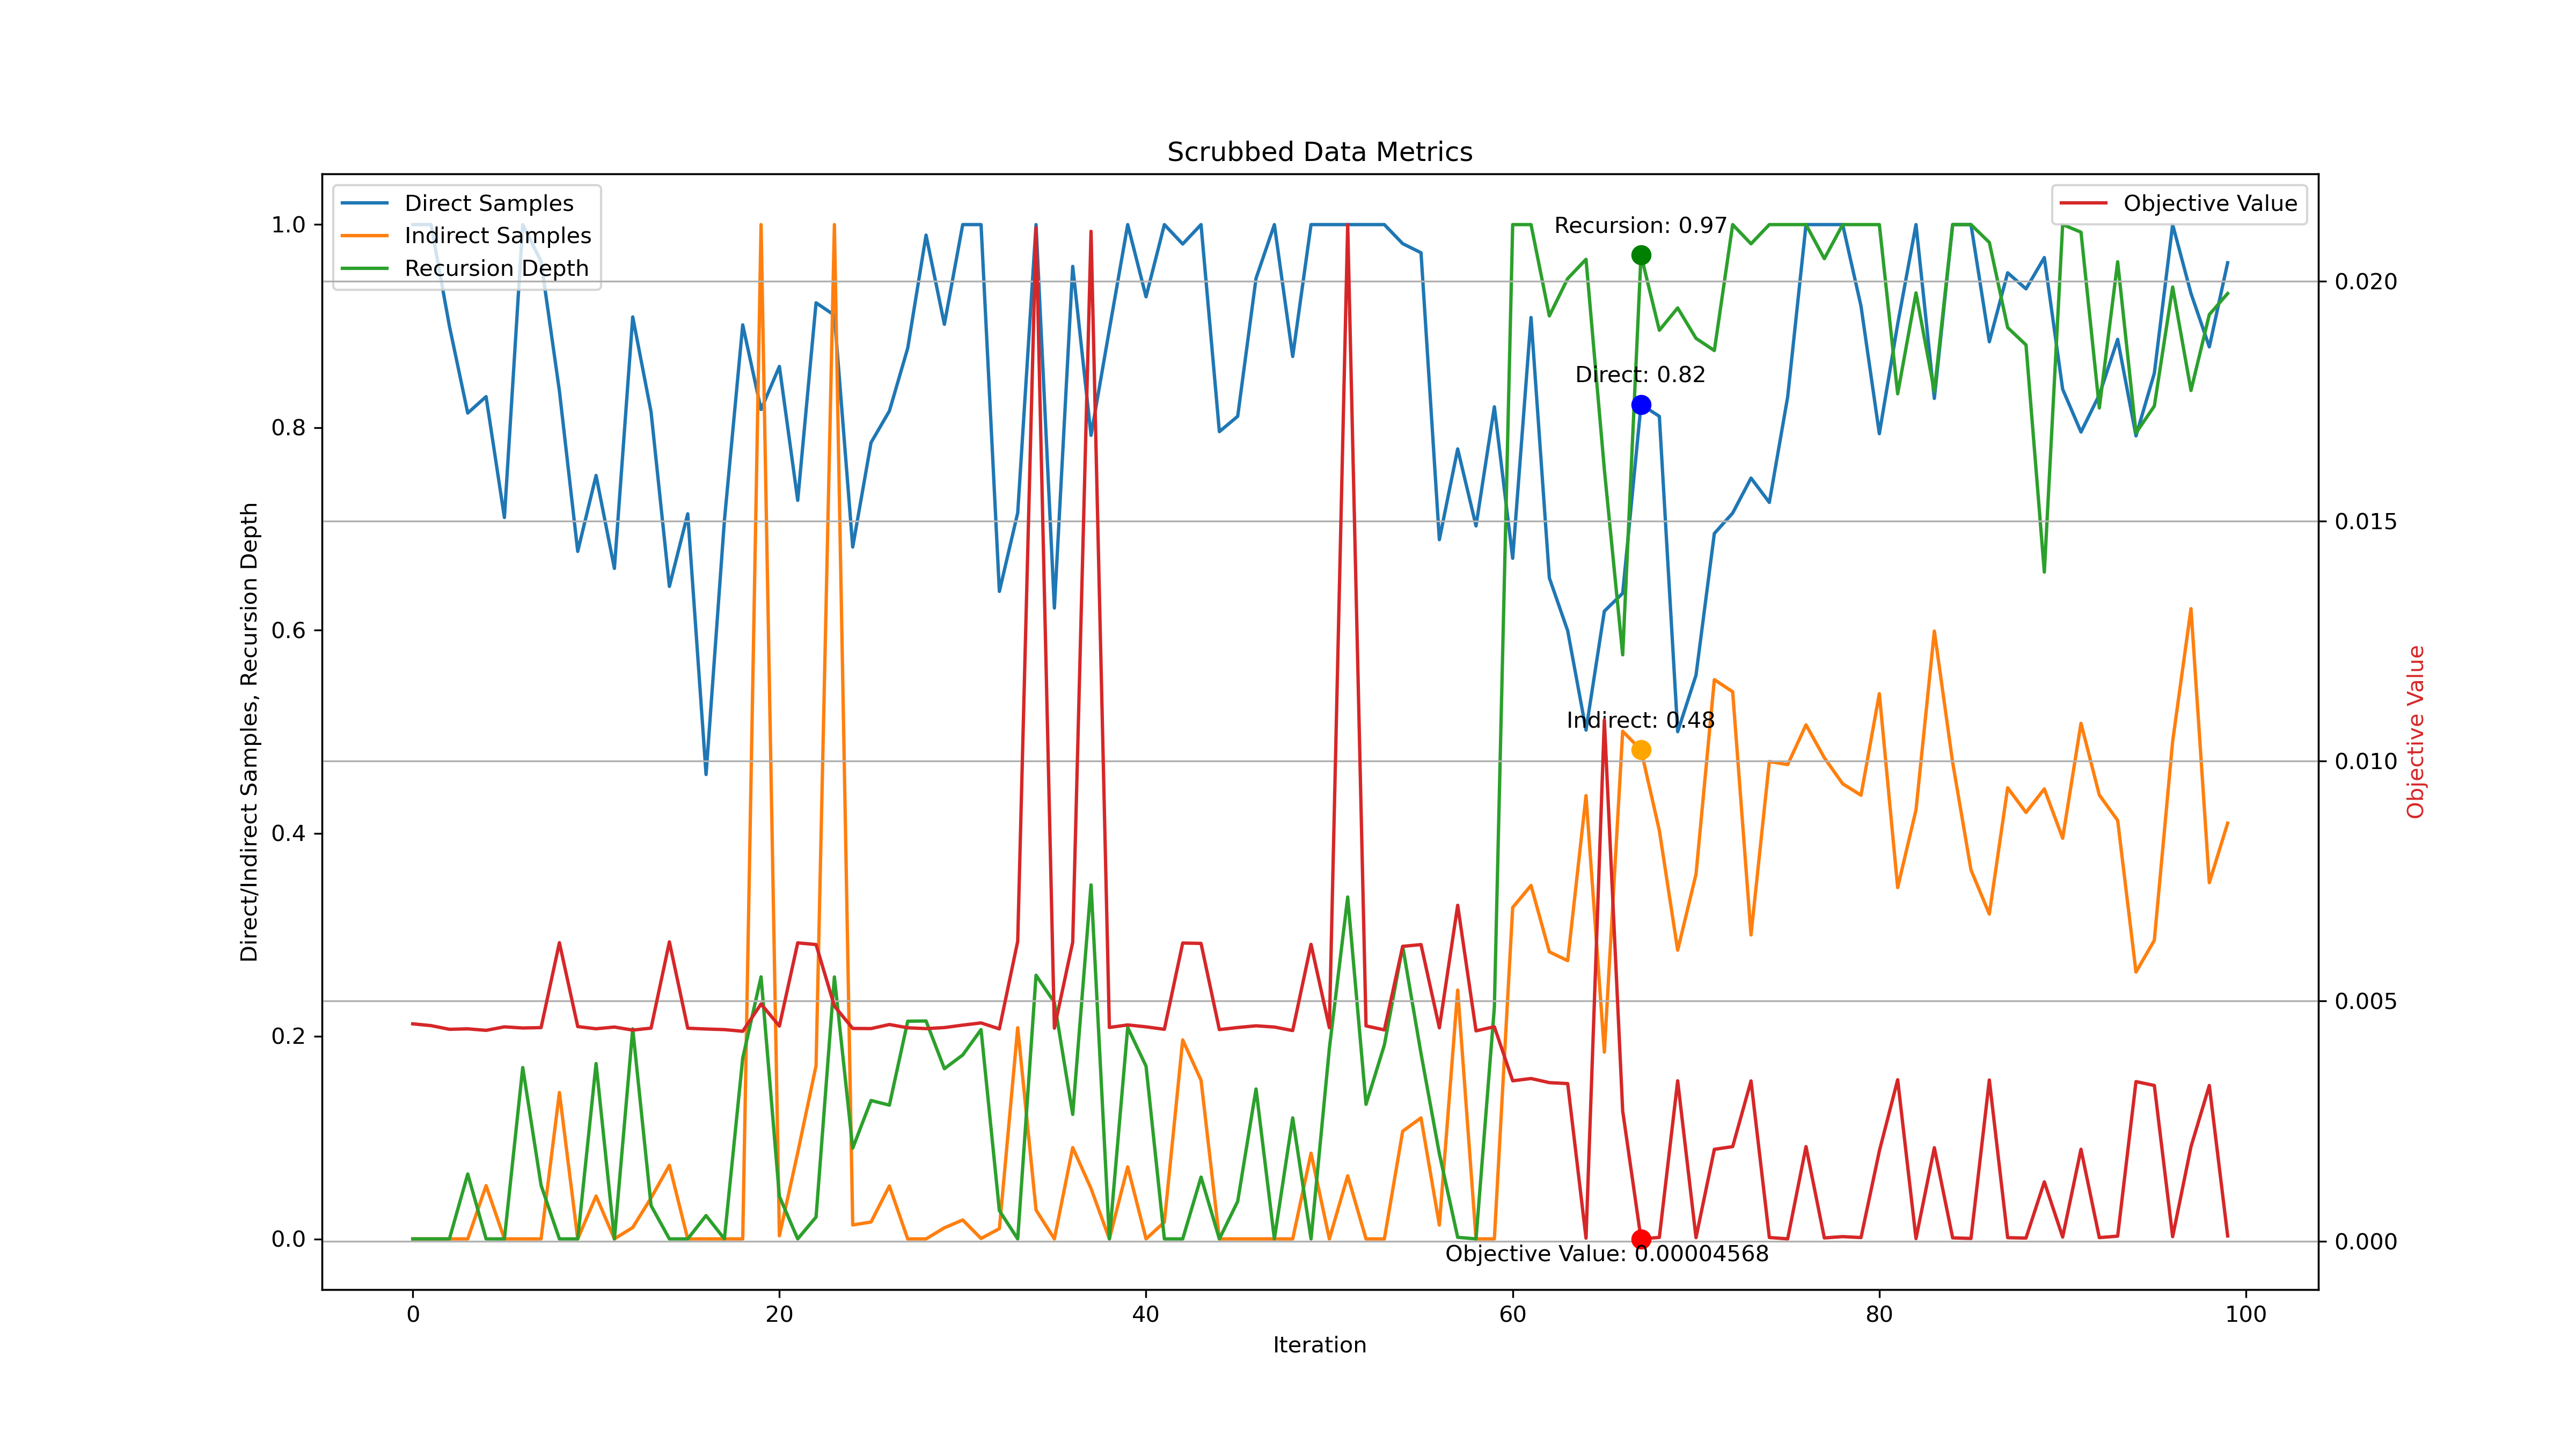 Scrubbed Data Metrics
Direct Samples
Indirect Samples
Recursion Depth
Objective Value
Recursion: 0.97
Direct: 0.82
Indirect: 0.48
Objective Value: 0.00004568
1.0
0.8
0.6
0.4
0.2
0.0
Direct/Indirect Samples, Recursion Depth
0.020
0.015
0.010
0.005
0.000
Objective Value
0 20 40 60 80 100
Iteration